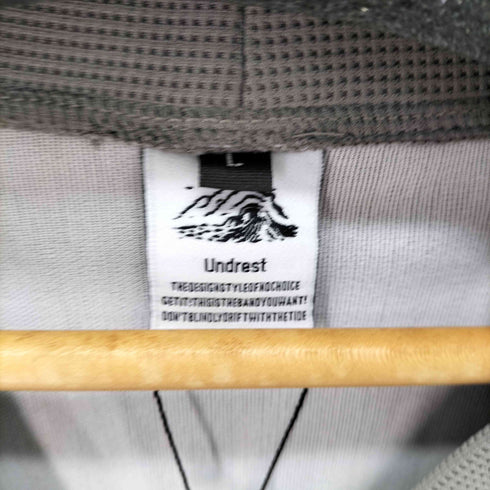 L
Undrest
THEDESIGNSTYLEOFNOCHOICE
GETIT!THISISTHEBANDYOUWANT!
DON'TBLINDLYDRIFTWITHTHETIDE